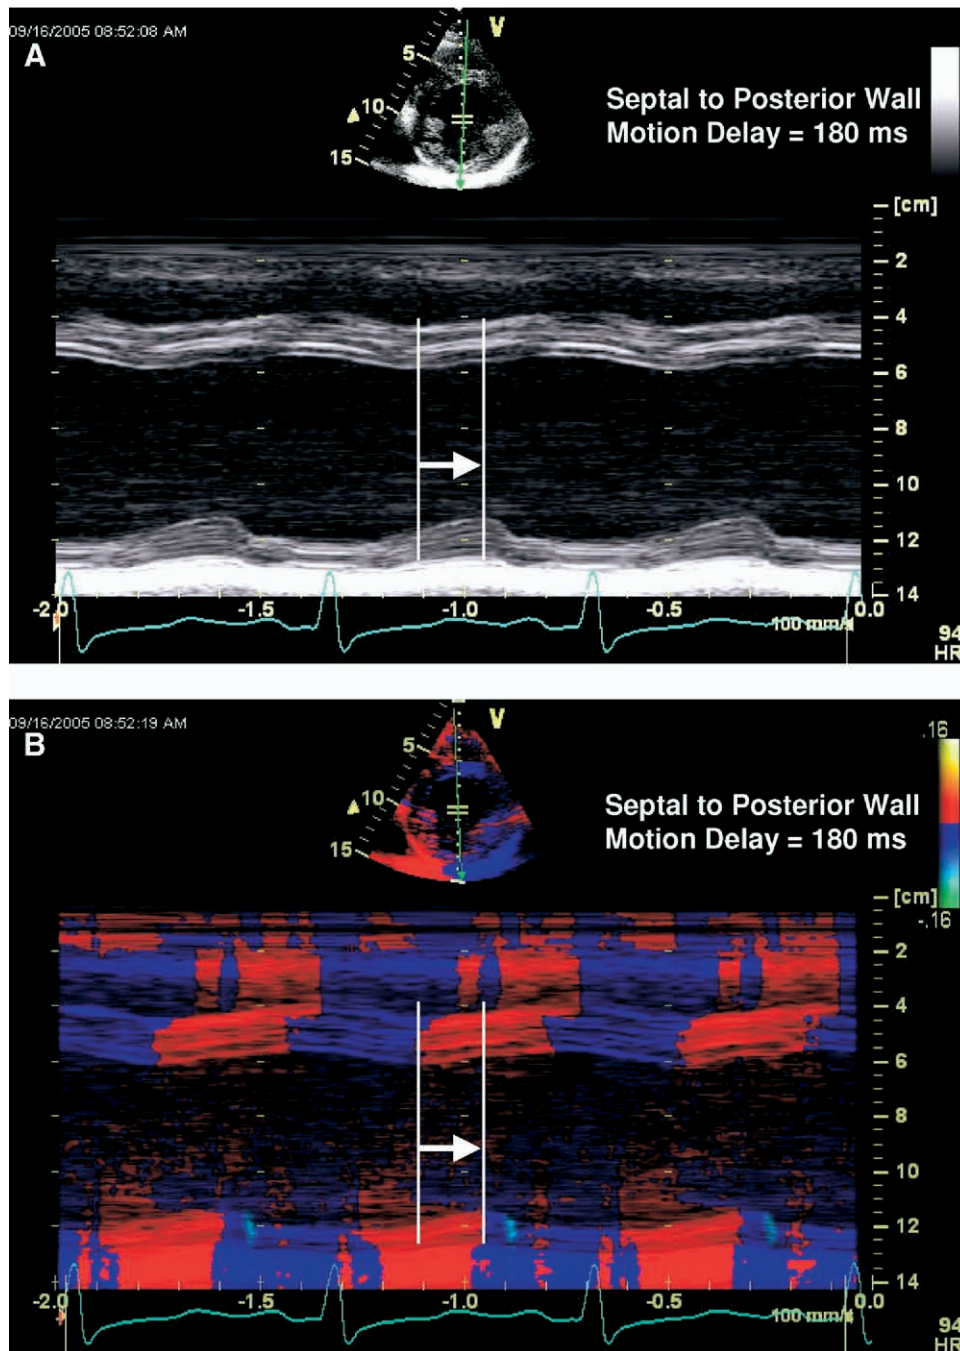 09/16/2005 08:52:08 AM
A
V
5
10
15
Septal to Posterior Wall
Motion Delay = 180 ms
[cm]
2
4
6
8
10
12
14
-2.0
-1.5
-1.0
-0.5
0.0
100 mm/s
94
HR
09/16/2005 08:52:19 AM
B
V
5
10
15
Septal to Posterior Wall
Motion Delay = 180 ms
.16
-.16
[cm]
2
4
6
8
10
12
14
-2.0
-1.5
-1.0
-0.5
0.0
100 mm/
94
HR